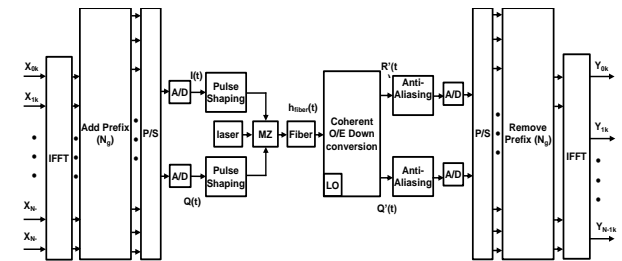 X0k
X1k
XN-
XN-
IFFT
Add Prefix
(Ng)
P/S
A/D
I(t)
Pulse
Shaping
laser
MZ
A/D
Q(t)
Pulse
Shaping
hfiber(t)
Fiber
Coherent
O/E Down
conversion
LO
R'(t
Anti-
Aliasing
A/D
Q'(t)
Anti-
Aliasing
A/D
P/S
Remove
Prefix (Ng)
IFFT
Y0k
Y1k
YN-1k